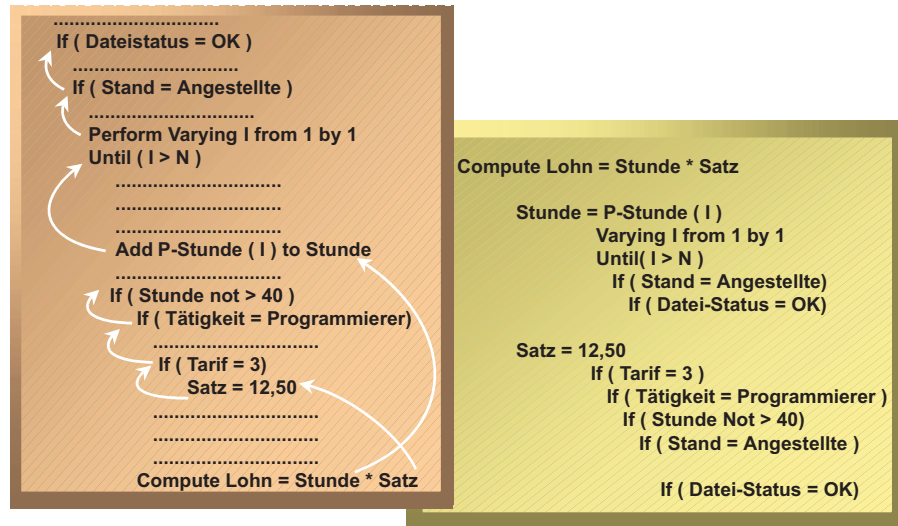 ..............................
If ( Dateistatus = OK )
..............................
If ( Stand = Angestellte )
..............................
Perform Varying I from 1 by 1
Until ( I > N )
..............................
..............................
..............................
Add P-Stunde ( I ) to Stunde
..............................
If ( Stunde not > 40 )
If ( Tätigkeit = Programmierer)
..............................
If ( Tarif = 3)
Satz = 12,50
..............................
..............................
..............................
Compute Lohn = Stunde * Satz
Compute Lohn = Stunde * Satz
Stunde = P-Stunde ( I )
Varying I from 1 by 1
Until( I > N )
If ( Stand = Angestellte)
If ( Datei-Status = OK)
Satz = 12,50
If ( Tarif = 3 )
If ( Tätigkeit = Programmierer )
If ( Stunde Not > 40)
If ( Stand = Angestellte )
If ( Datei-Status = OK)